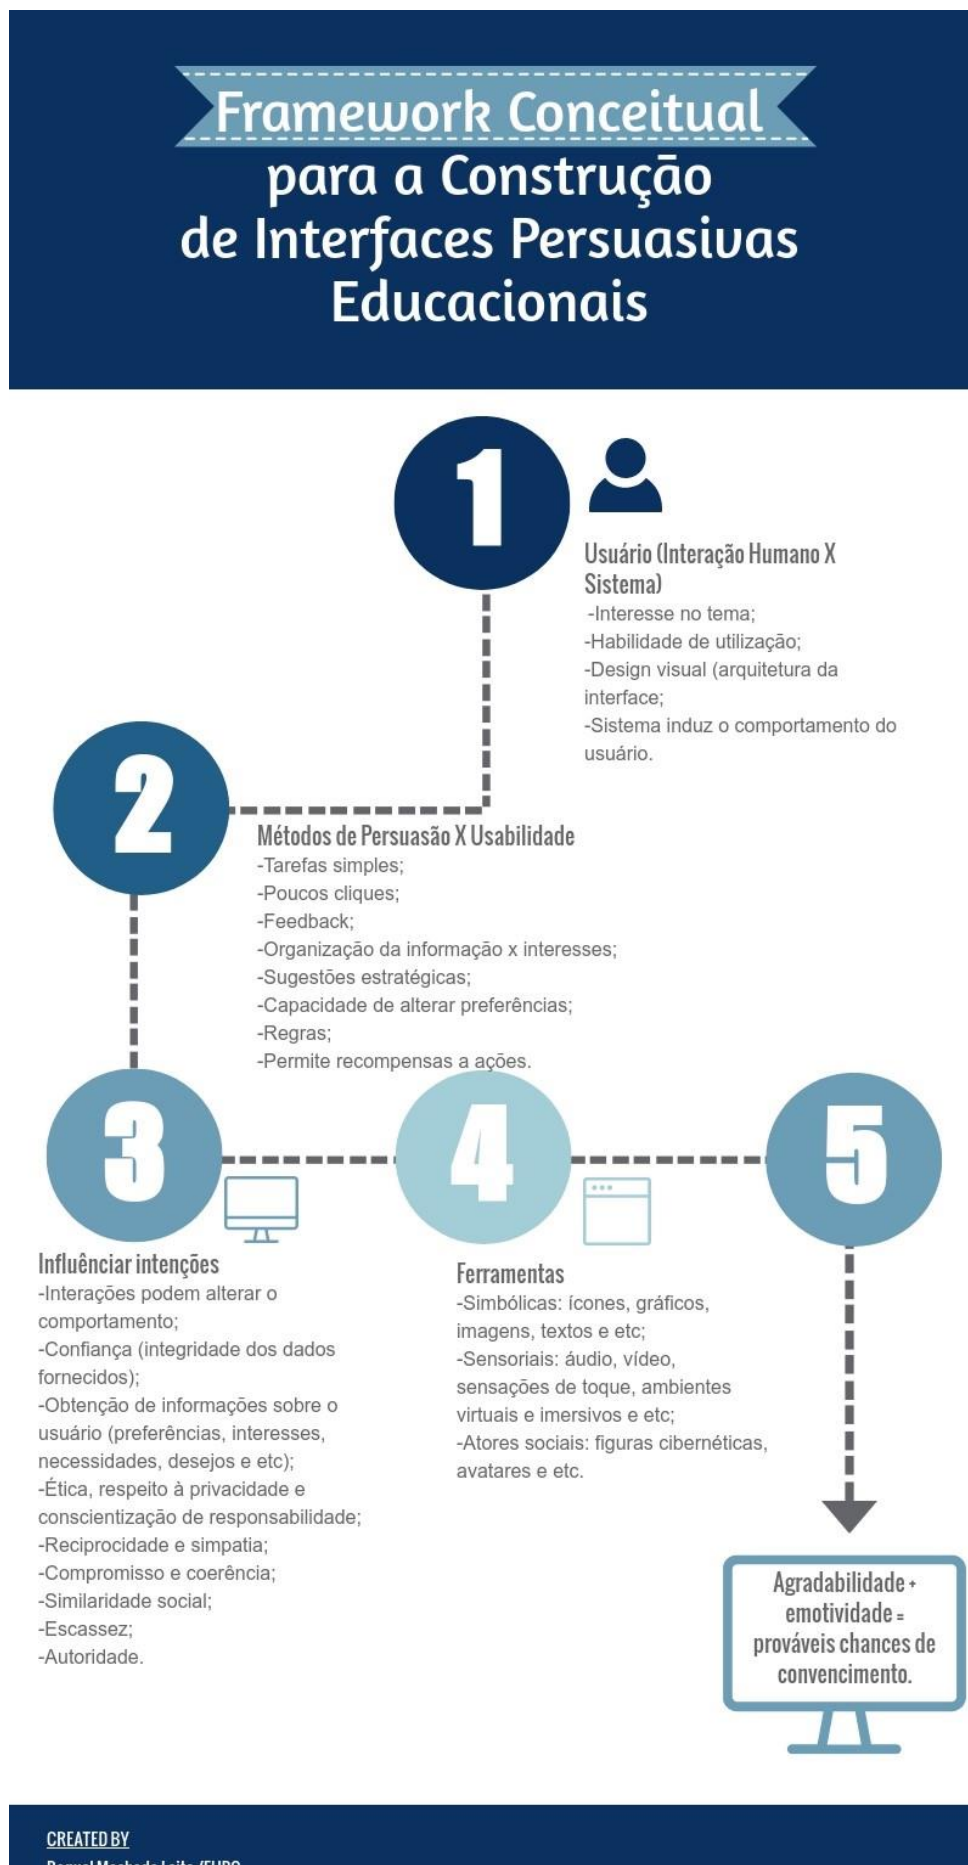 Framework Conceitual
para a Construção
de Interfaces Persuasivas
Educacionais
1
Usuário (Interação Humano X
Sistema)
-Interesse no tema;
-Habilidade de utilização;
-Design visual (arquitetura da
interface;
-Sistema induz o comportamento do
usuário.
2
Métodos de Persuasão X Usabilidade
-Tarefas simples;
-Poucos cliques;
-Feedback;
-Organização da informação x interesses;
-Sugestões estratégicas;
-Capacidade de alterar preferências;
-Regras;
-Permite recompensas a ações.
3
Influênciar intenções
-Interações podem alterar o
comportamento;
-Confiança (integridade dos dados
fornecidos);
-Obtenção de informações sobre o
usuário (preferências, interesses,
necessidades, desejos e etc);
-Ética, respeito à privacidade e
conscientização de responsabilidade;
-Reciprocidade e simpatia;
-Compromisso e coerência;
-Similaridade social;
-Escassez;
-Autoridade.
4
Ferramentas
-Simbólicas: ícones, gráficos,
imagens, textos e etc;
-Sensoriais: áudio, vídeo,
sensações de toque, ambientes
virtuais e imersivos e etc;
-Atores sociais: figuras cibernéticas,
avatares e etc.
5
Agradabilidade +
emotividade =
prováveis chances de
convencimento.
CREATED BY